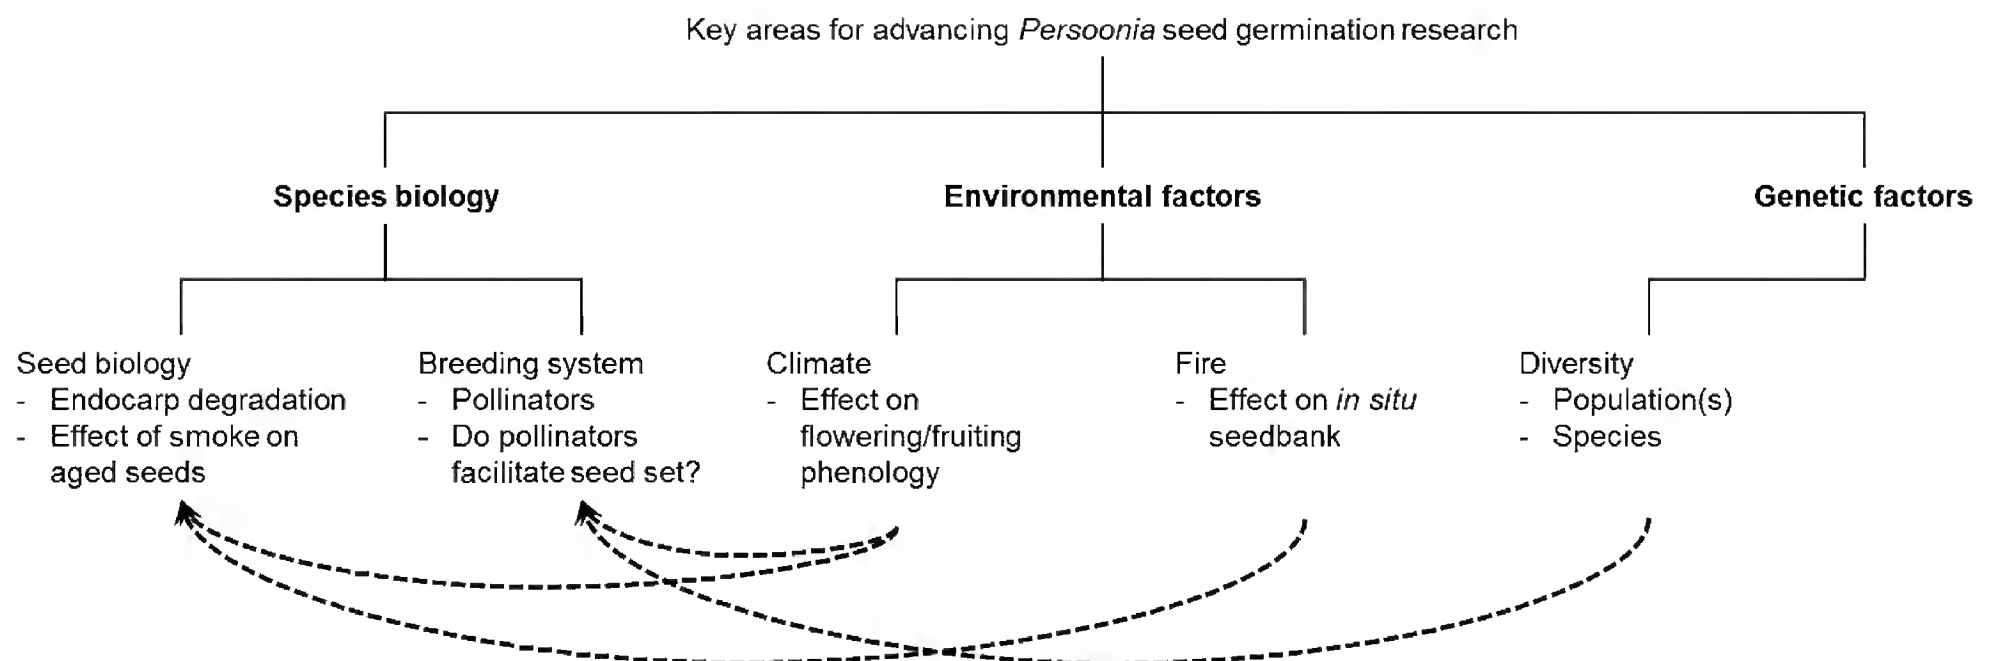 Key areas for advancing Persoonia seed germination research
Species biology
Environmental factors
Genetic factors
Seed biology
- Endocarp degradation
- Effect of smoke on
aged seeds
Breeding system
- Pollinators
- Do pollinators
facilitate seed set?
Climate
- Effect on
flowering/fruiting
phenology
Fire
- Effect on in situ
seedbank
Diversity
- Population(s)
- Species